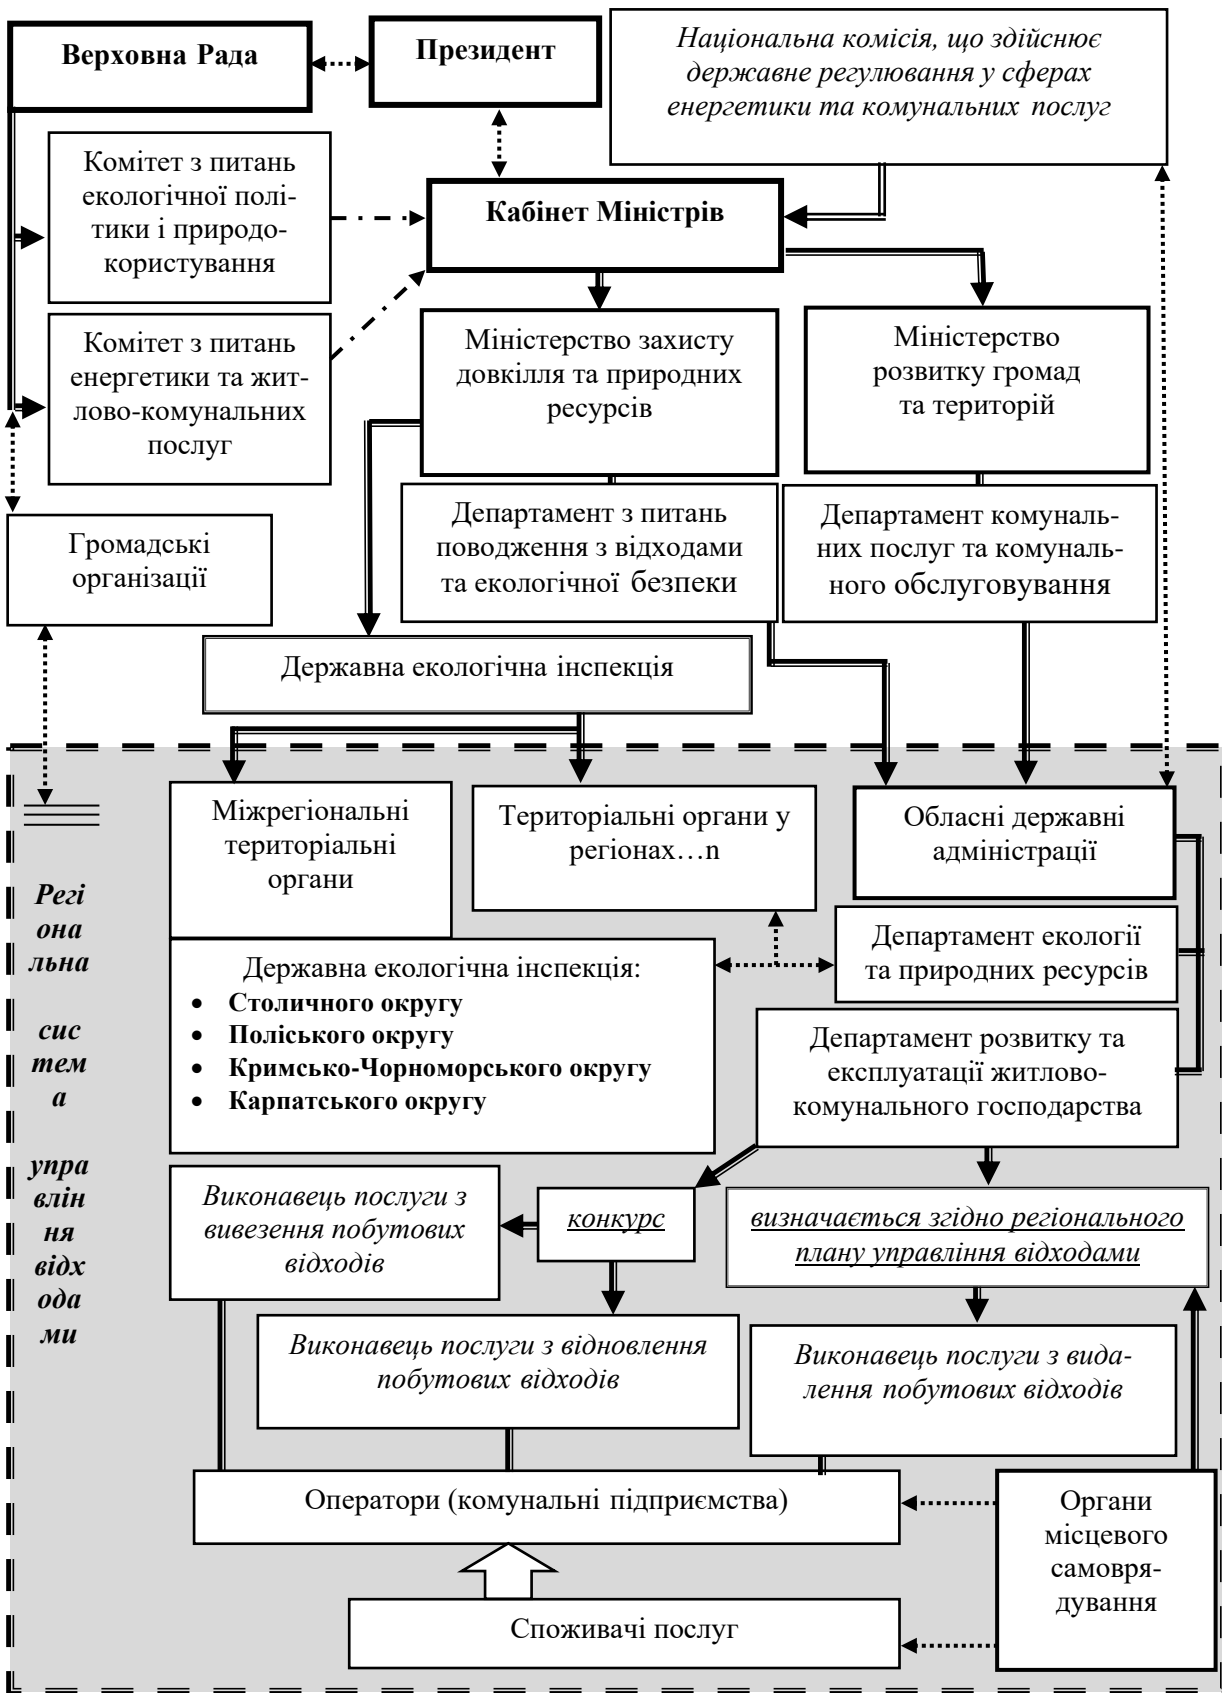 Верховна Рада
Президент
Національна комісія, що здійснює
державне регулювання у сферах
енергетики та комунальних послуг
Комітет з питань
екологічної полі-
тики і природо-
користування
Кабінет Міністрів
Комітет з питань
енергетики та жит-
лово-комунальних
послуг
Міністерство захисту
довкілля та природних
ресурсів
Міністерство
розвитку громад
та територій
Громадські
організації
Департамент з питань
поводження з відходами
та екологічної безпеки
Департамент комуналь-
них послуг та комуналь-
ного обслуговування
Державна екологічна інспекція
Міжрегіональні
територіальні
органи
Територіальні органи у
регіонах…n
Обласні державні
адміністрації
Регі
она
льна
сис
тем
а
упра
влін
ня
відх
ода
ми
Департамент екології
та природних ресурсів
Державна екологічна інспекція:
• Столичного округу
• Поліського округу
• Кримсько-Чорноморського округу
• Карпатського округу
Департамент розвитку та
експлуатації житлово-
комунального господарства
Виконавець послуги з
вивезення побутових
відходів
конкурс
визначається згідно регіонального
плану управління відходами
Виконавець послуги з відновлення
побутових відходів
Виконавець послуги з вида-
лення побутових відходів
Оператори (комунальні підприємства)
Органи
місцевого
самовря-
дування
Споживачі послуг